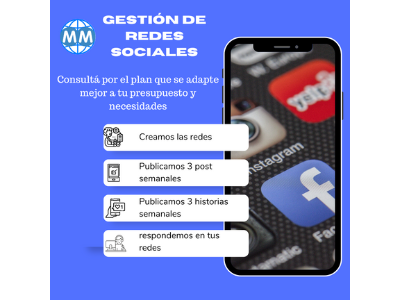 MM
GESTIÓN DE
REDES
SOCIALES
Consultá por el plan que se adapte
mejor a tu presupuesto y
necesidades
Creamos las redes
Publicamos 3 post
semanales
Publicamos 3 historias
semanales
respondemos en tus
redes
yelp
Instagram